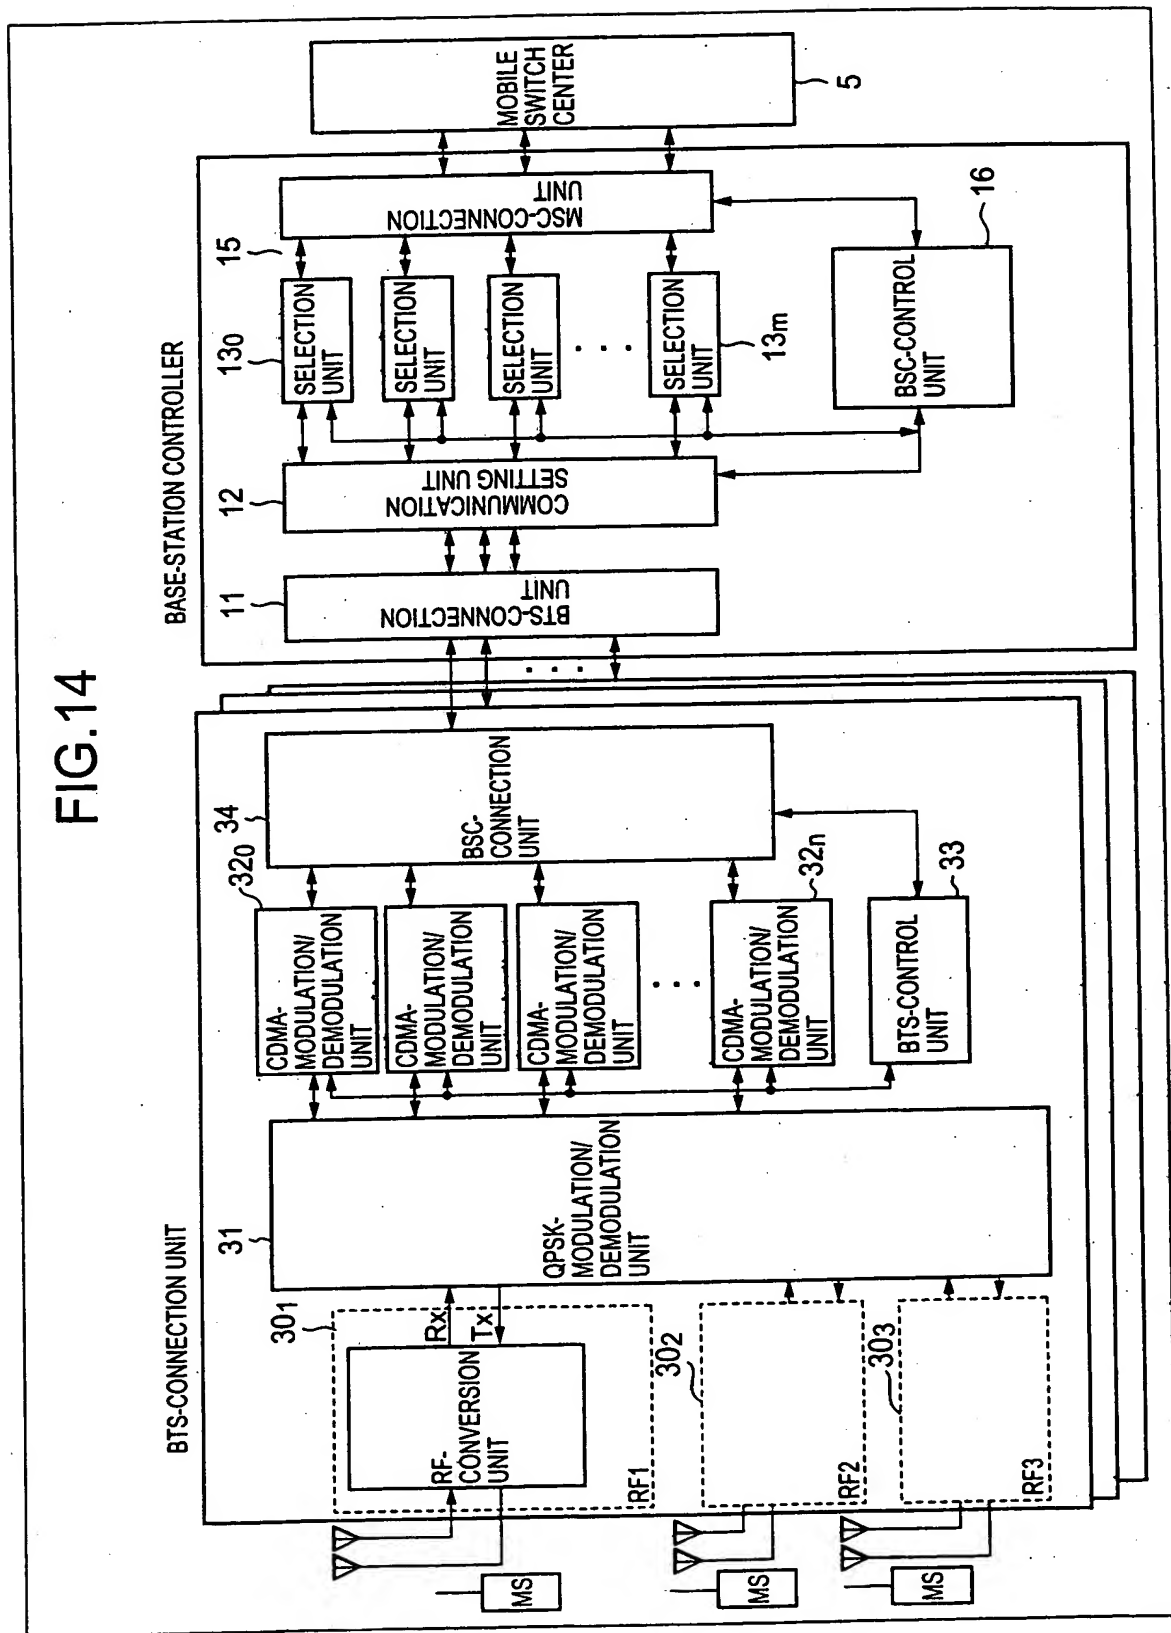 FIG.14
BTS-CONNECTION UNIT
BASE-STATION CONTROLLER
301
RF-
CONVERSION
UNIT
Rx
Tx
RF1
302
RF2
303
RF3
MS
MS
MS
31
QPSK-
MODULATION/
DEMODULATION
UNIT
320
CDMA-
MODULATION/
DEMODULATION
UNIT
CDMA-
MODULATION/
DEMODULATION
UNIT
CDMA-
MODULATION/
DEMODULATION
UNIT
. . .
32n
CDMA-
MODULATION/
DEMODULATION
UNIT
33
BTS-CONTROL
UNIT
34
BSC-
CONNECTION
UNIT
. . .
11
BTS-CONNECTION
UNIT
12
COMMUNICATION
SETTING UNIT
130
SELECTION
UNIT
SELECTION
UNIT
SELECTION
UNIT
. . .
13m
SELECTION
UNIT
15
MSC-CONNECTION
UNIT
16
BSC-CONTROL
UNIT
MOBILE
SWITCH
CENTER
5